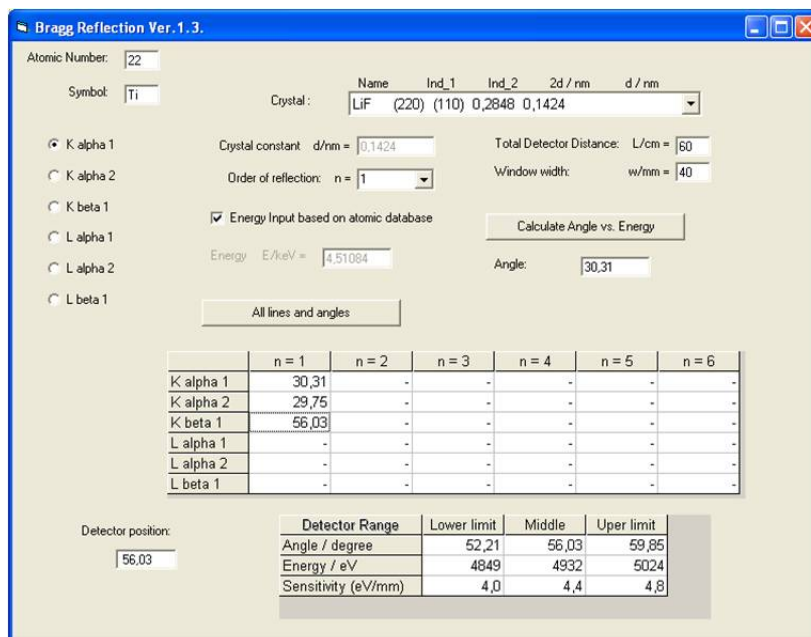 Bragg Reflection Ver.1.3.
Atomic Number: 22
Symbol: Ti
Name Ind_1 Ind_2 2d / nm d / nm
Crystal : LiF (220) (110) 0,2848 0,1424
K alpha 1
K alpha 2
K beta 1
L alpha 1
L alpha 2
L beta 1
Crystal constant d/nm = 0,1424
Order of reflection: n = 1
Energy Input based on atomic database
Energy E/keV = 4,51084
All lines and angles
Total Detector Distance: L/cm = 60
Window width: w/mm = 40
Calculate Angle vs. Energy
Angle: 30,31
n = 1 n = 2 n = 3 n = 4 n = 5 n = 6
K alpha 1 30,31 - - - - -
K alpha 2 29,75 - - - - -
K beta 1 56,03 - - - - -
L alpha 1 - - - - - -
L alpha 2 - - - - - -
L beta 1 - - - - - -
Detector position:
56,03
Detector Range Lower limit Middle Uper limit
Angle / degree 52,21 56,03 59,85
Energy / eV 4849 4932 5024
Sensitivity (eV/mm) 4,0 4,4 4,8